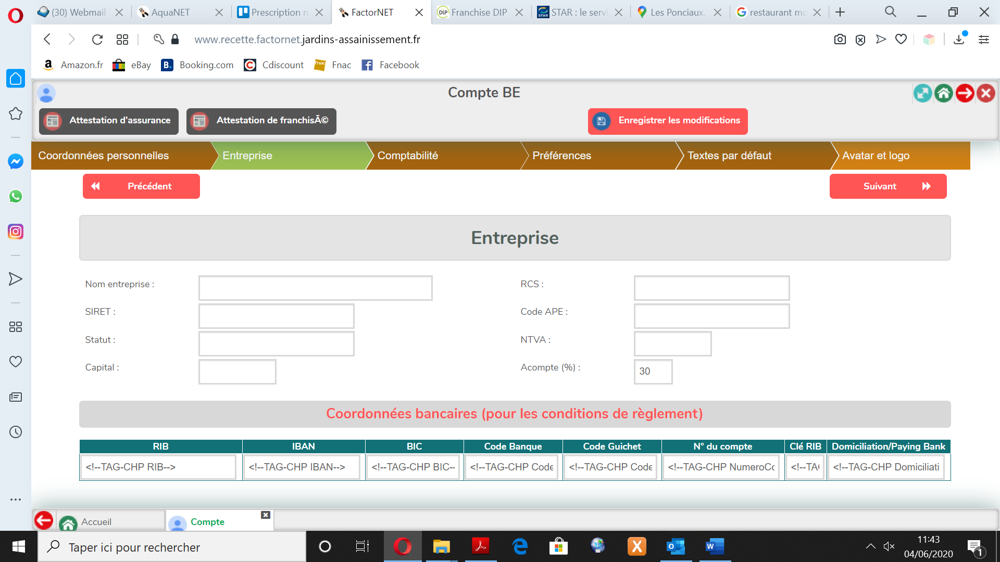 (30) Webmail
AquaNET
Prescription n
FactorNET
Franchise DIP
STAR : le servi
Les Ponciaux,
restaurant mo
www.recette.factornet.jardins-assainissement.fr
Amazon.fr
eBay
Booking.com
Cdiscount
Fnac
Facebook
Compte BE
Attestation d'assurance
Attestation de franchisÃ©
Enregistrer les modifications
Coordonnées personnelles
Entreprise
Comptabilité
Préférences
Textes par défaut
Avatar et logo
Précédent
Suivant
Entreprise
Nom entreprise :
RCS :
SIRET :
Code APE :
Statut :
NTVA :
Capital :
Acompte (%) :
30
Coordonnées bancaires (pour les conditions de règlement)
RIB
IBAN
BIC
Code Banque
Code Guichet
N° du compte
Clé RIB
Domiciliation/Paying Bank
<!--TAG-CHP RIB-->
<!--TAG-CHP IBAN-->
<!--TAG-CHP BIC--
<!--TAG-CHP Code
<!--TAG-CHP Code
<!--TAG-CHP NumeroCo
<!--TA
<!--TAG-CHP Domiciliati
Accueil
Compte
Taper ici pour rechercher
11:43
04/06/2020
1